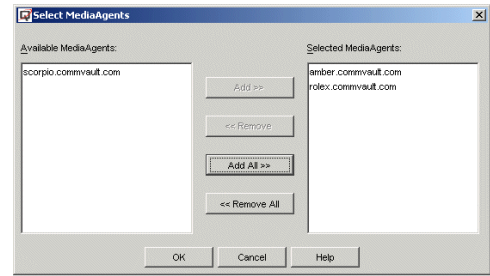 Select MediaAgents
Available MediaAgents:
Selected MediaAgents:
scorpio.commvault.com
amber.commvault.com
rolex.commvault.com
Add >>
<< Remove
Add All >>
<< Remove All
OK
Cancel
Help